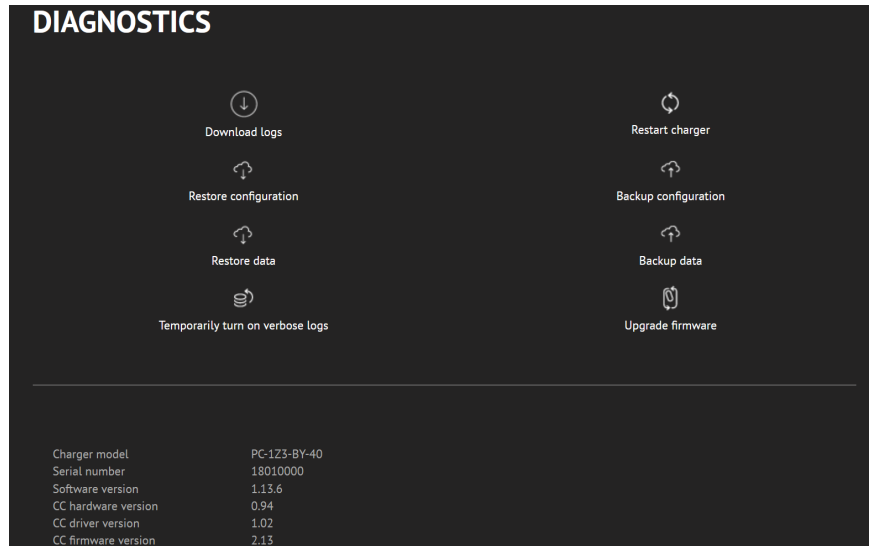 DIAGNOSTICS
Download logs
Restart charger
Restore configuration
Backup configuration
Restore data
Backup data
Temporarily turn on verbose logs
Upgrade firmware
Charger model PC-1Z3-BY-40
Serial number 18010000
Software version 1.13.6
CC hardware version 0.94
CC driver version 1.02
CC firmware version 2.13